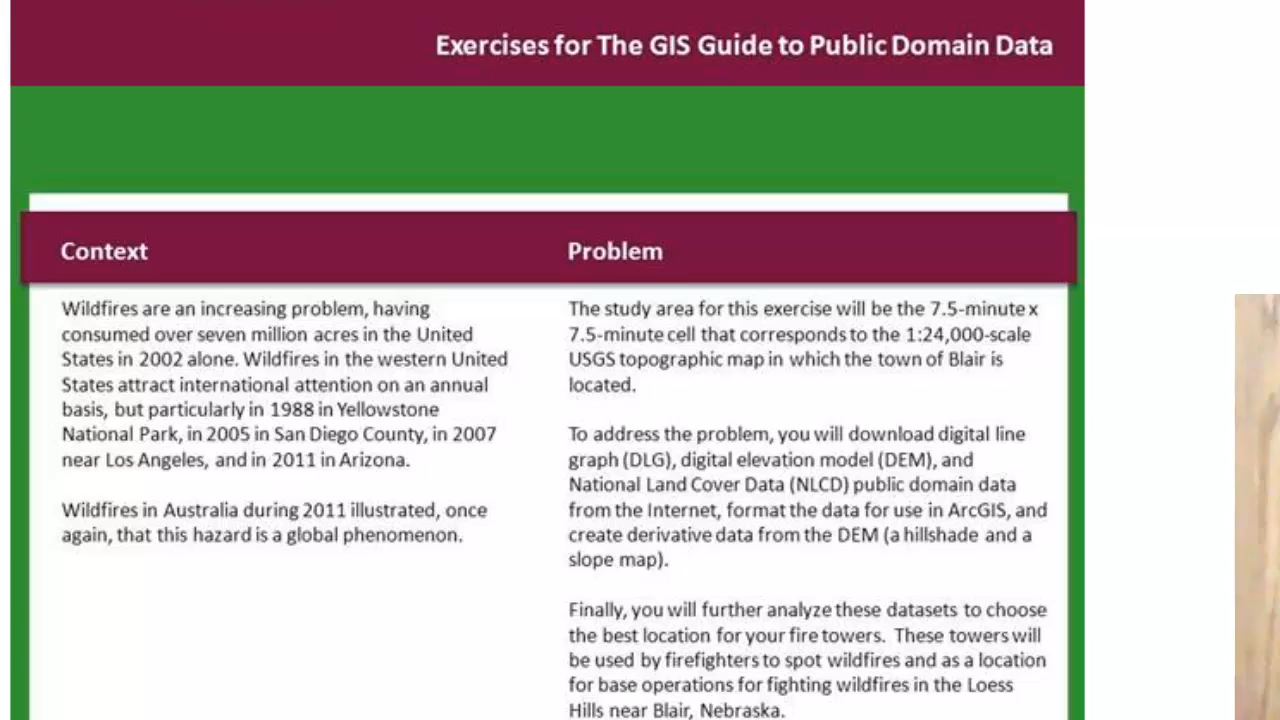 Exercises for The GIS Guide to Public Domain Data
Context
Wildfires are an increasing problem, having
consumed over seven million acres in the United
States in 2002 alone. Wildfires in the western United
States attract international attention on an annual
basis, but particularly in 1988 in Yellowstone
National Park, in 2005 in San Diego County, in 2007
near Los Angeles, and in 2011 in Arizona.
Wildfires in Australia during 2011 illustrated, once
again, that this hazard is a global phenomenon.
Problem
The study area for this exercise will be the 7.5-minute x
7.5-minute cell that corresponds to the 1:24,000-scale
USGS topographic map in which the town of Blair is
located.
To address the problem, you will download digital line
graph (DLG), digital elevation model (DEM), and
National Land Cover Data (NLCD) public domain data
from the Internet, format the data for use in ArcGIS, and
create derivative data from the DEM (a hillshade and a
slope map).
Finally, you will further analyze these datasets to choose
the best location for your fire towers. These towers will
be used by firefighters to spot wildfires and as a location
for base operations for fighting wildfires in the Loess
Hills near Blair, Nebraska.